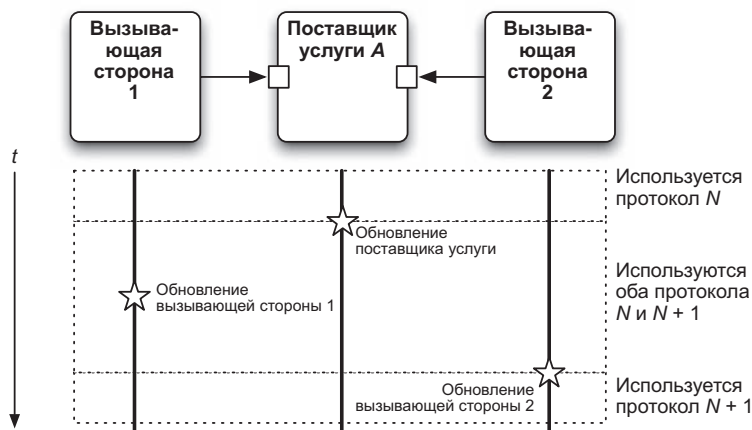 Вызыва-
ющая
сторона
1
Поставщик
услуги A
Вызыва-
ющая
сторона
2
t
Используется
протокол N
Обновление
поставщика услуги
Обновление
вызывающей стороны 1
Используются
оба протокола
N и N + 1
Обновление
вызывающей стороны 2
Используется
протокол N + 1